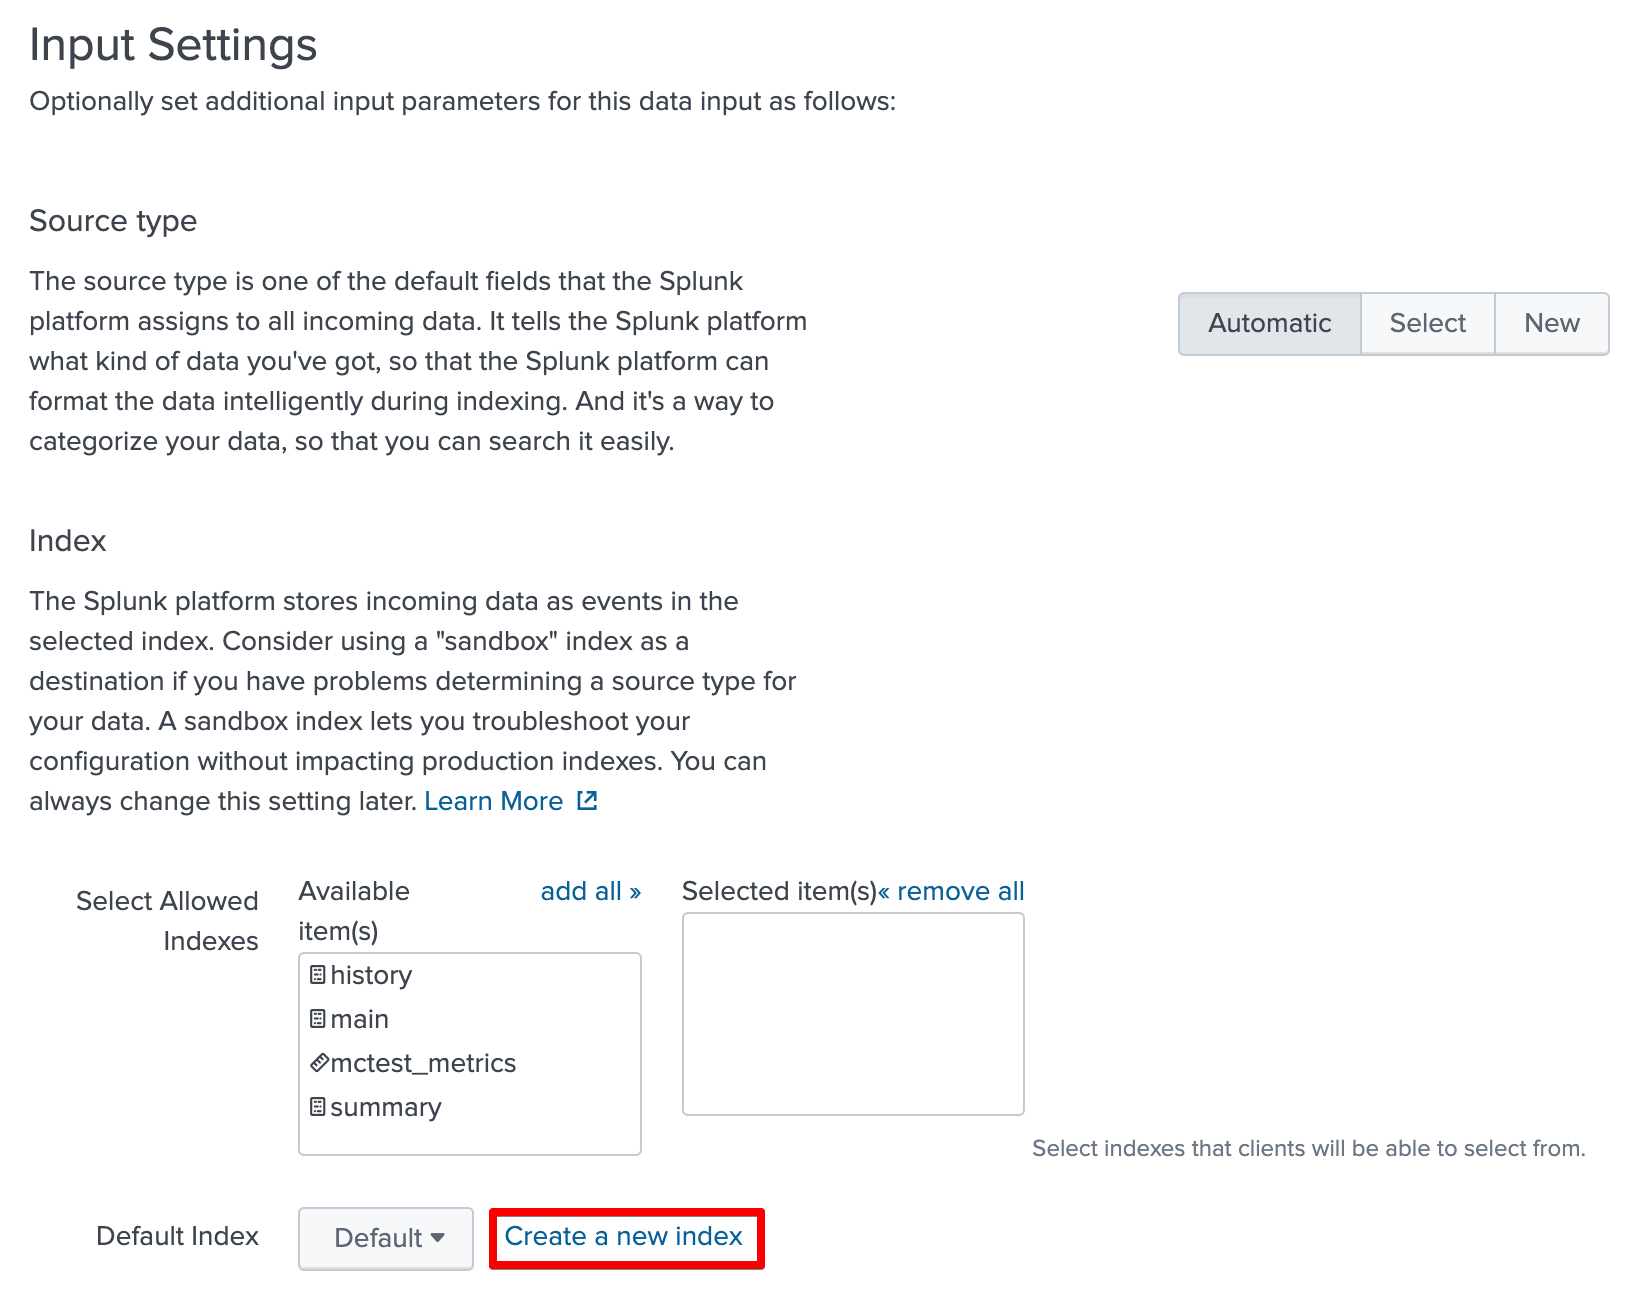 Input Settings
Optionally set additional input parameters for this data input as follows:
Source type
The source type is one of the default fields that the Splunk
platform assigns to all incoming data. It tells the Splunk platform
what kind of data you've got, so that the Splunk platform can
format the data intelligently during indexing. And it's a way to
categorize your data, so that you can search it easily.
Automatic Select New
Index
The Splunk platform stores incoming data as events in the
selected index. Consider using a "sandbox" index as a
destination if you have problems determining a source type for
your data. A sandbox index lets you troubleshoot your
configuration without impacting production indexes. You can
always change this setting later. Learn More
Select Allowed
Indexes
Available
item(s)
add all »
history
main
mctest_metrics
summary
Selected item(s)« remove all
Select indexes that clients will be able to select from.
Default Index Default Create a new index